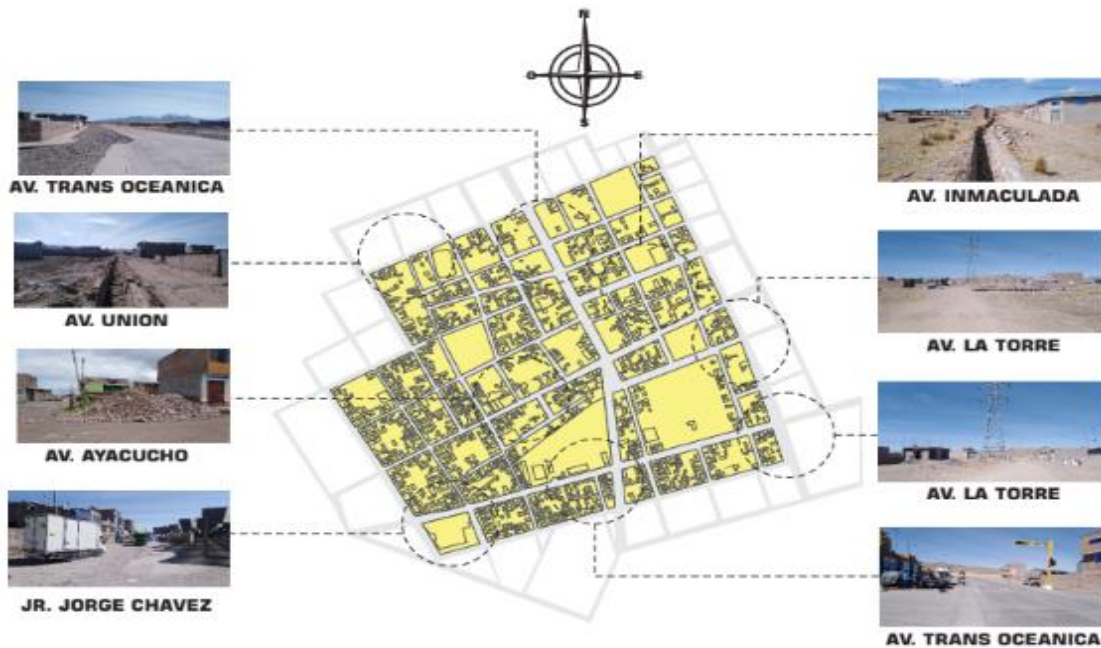 N
O
E
S
AV. TRANS OCEANICA
AV. UNION
AV. AYACUCHO
JR. JORGE CHAVEZ
AV. INMACULADA
AV. LA TORRE
AV. LA TORRE
AV. TRANS OCEANICA